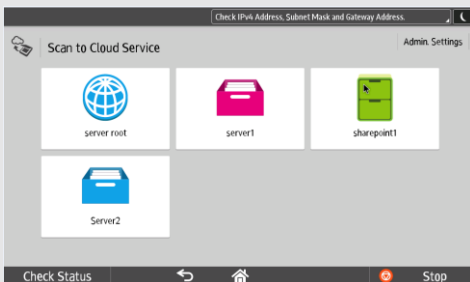 Check IPv4 Address, Subnet Mask and Gateway Address.
Scan to Cloud Service
Admin. Settings
server root
server1
sharepoint1
Server2
Check Status
Stop